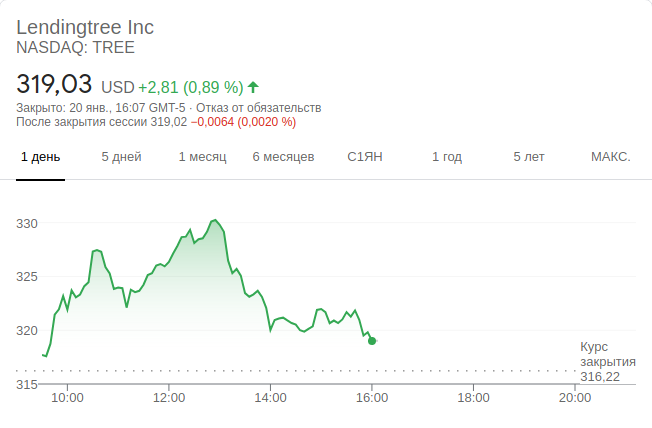 Lendingtree Inc
NASDAQ: TREE
319,03 USD +2,81 (0,89 %)
Закрыто: 20 янв., 16:07 GMT-5 · Отказ от обязательств
После закрытия сессии 319,02 −0,0064 (0,0020 %)
1 день 5 дней 1 месяц 6 месяцев С1ЯН 1 год 5 лет МАКС.
330
325
320
Курс
закрытия
316,22
315
10:00 12:00 14:00 16:00 18:00 20:00